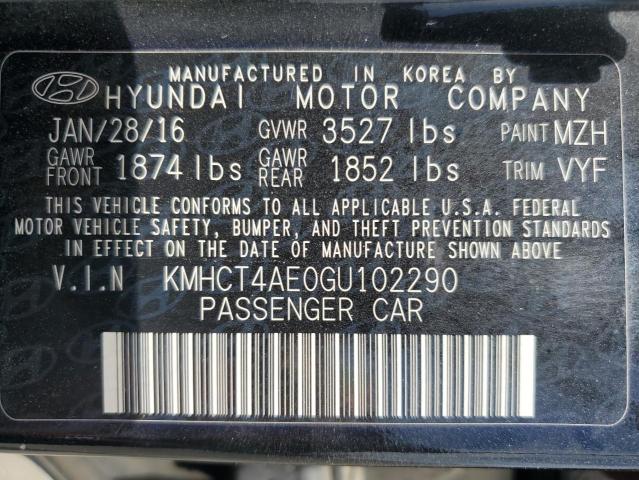 MANUFACTURED IN KOREA BY
HYUNDAI MOTOR COMPANY
JAN/28/16 GVWR 3527 lbs PAINT MZH
GAWR FRONT 1874 lbs GAWR REAR 1852 lbs TRIM VYF
THIS VEHICLE CONFORMS TO ALL APPLICABLE U.S.A. FEDERAL
MOTOR VEHICLE SAFETY, BUMPER, AND THEFT PREVENTION STANDARDS
IN EFFECT ON THE DATE OF MANUFACTURE SHOWN ABOVE
V.I.N KMHCT4AE0GU102290
PASSENGER CAR